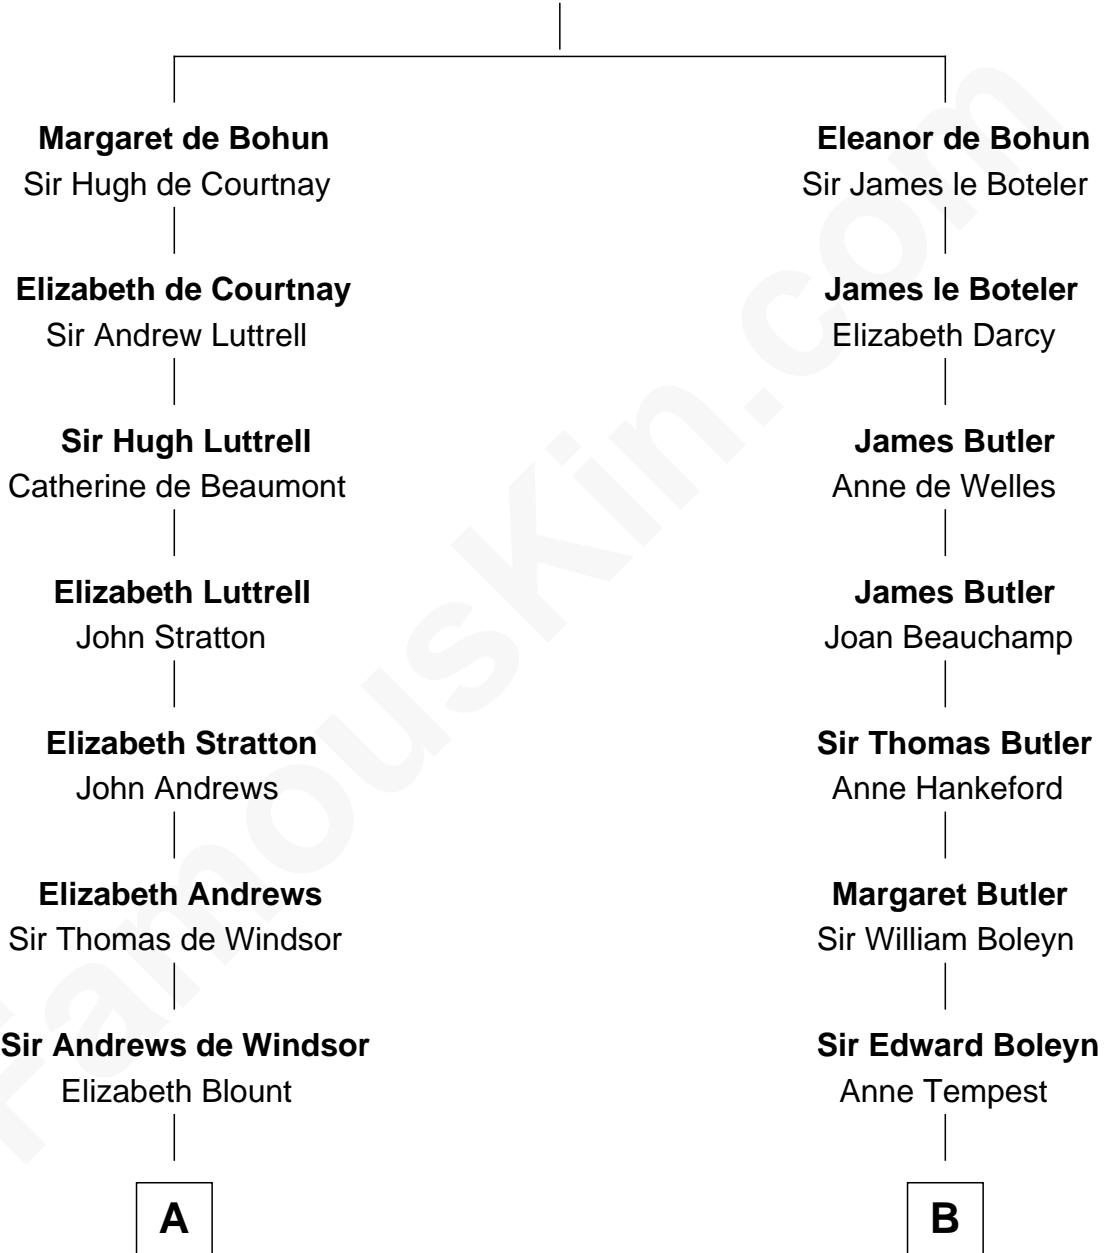 Margaret de Bohun
Sir Hugh de Courtnay
Eleanor de Bohun
Sir James le Boteler
Elizabeth de Courtnay
Sir Andrew Luttrell
James le Boteler
Elizabeth Darcy
Sir Hugh Luttrell
Catherine de Beaumont
James Butler
Anne de Welles
Elizabeth Luttrell
John Stratton
James Butler
Joan Beauchamp
Elizabeth Stratton
John Andrews
Sir Thomas Butler
Anne Hankeford
Elizabeth Andrews
Sir Thomas de Windsor
Margaret Butler
Sir William Boleyn
Sir Andrews de Windsor
Elizabeth Blount
Sir Edward Boleyn
Anne Tempest
A
B
FamousKin.com